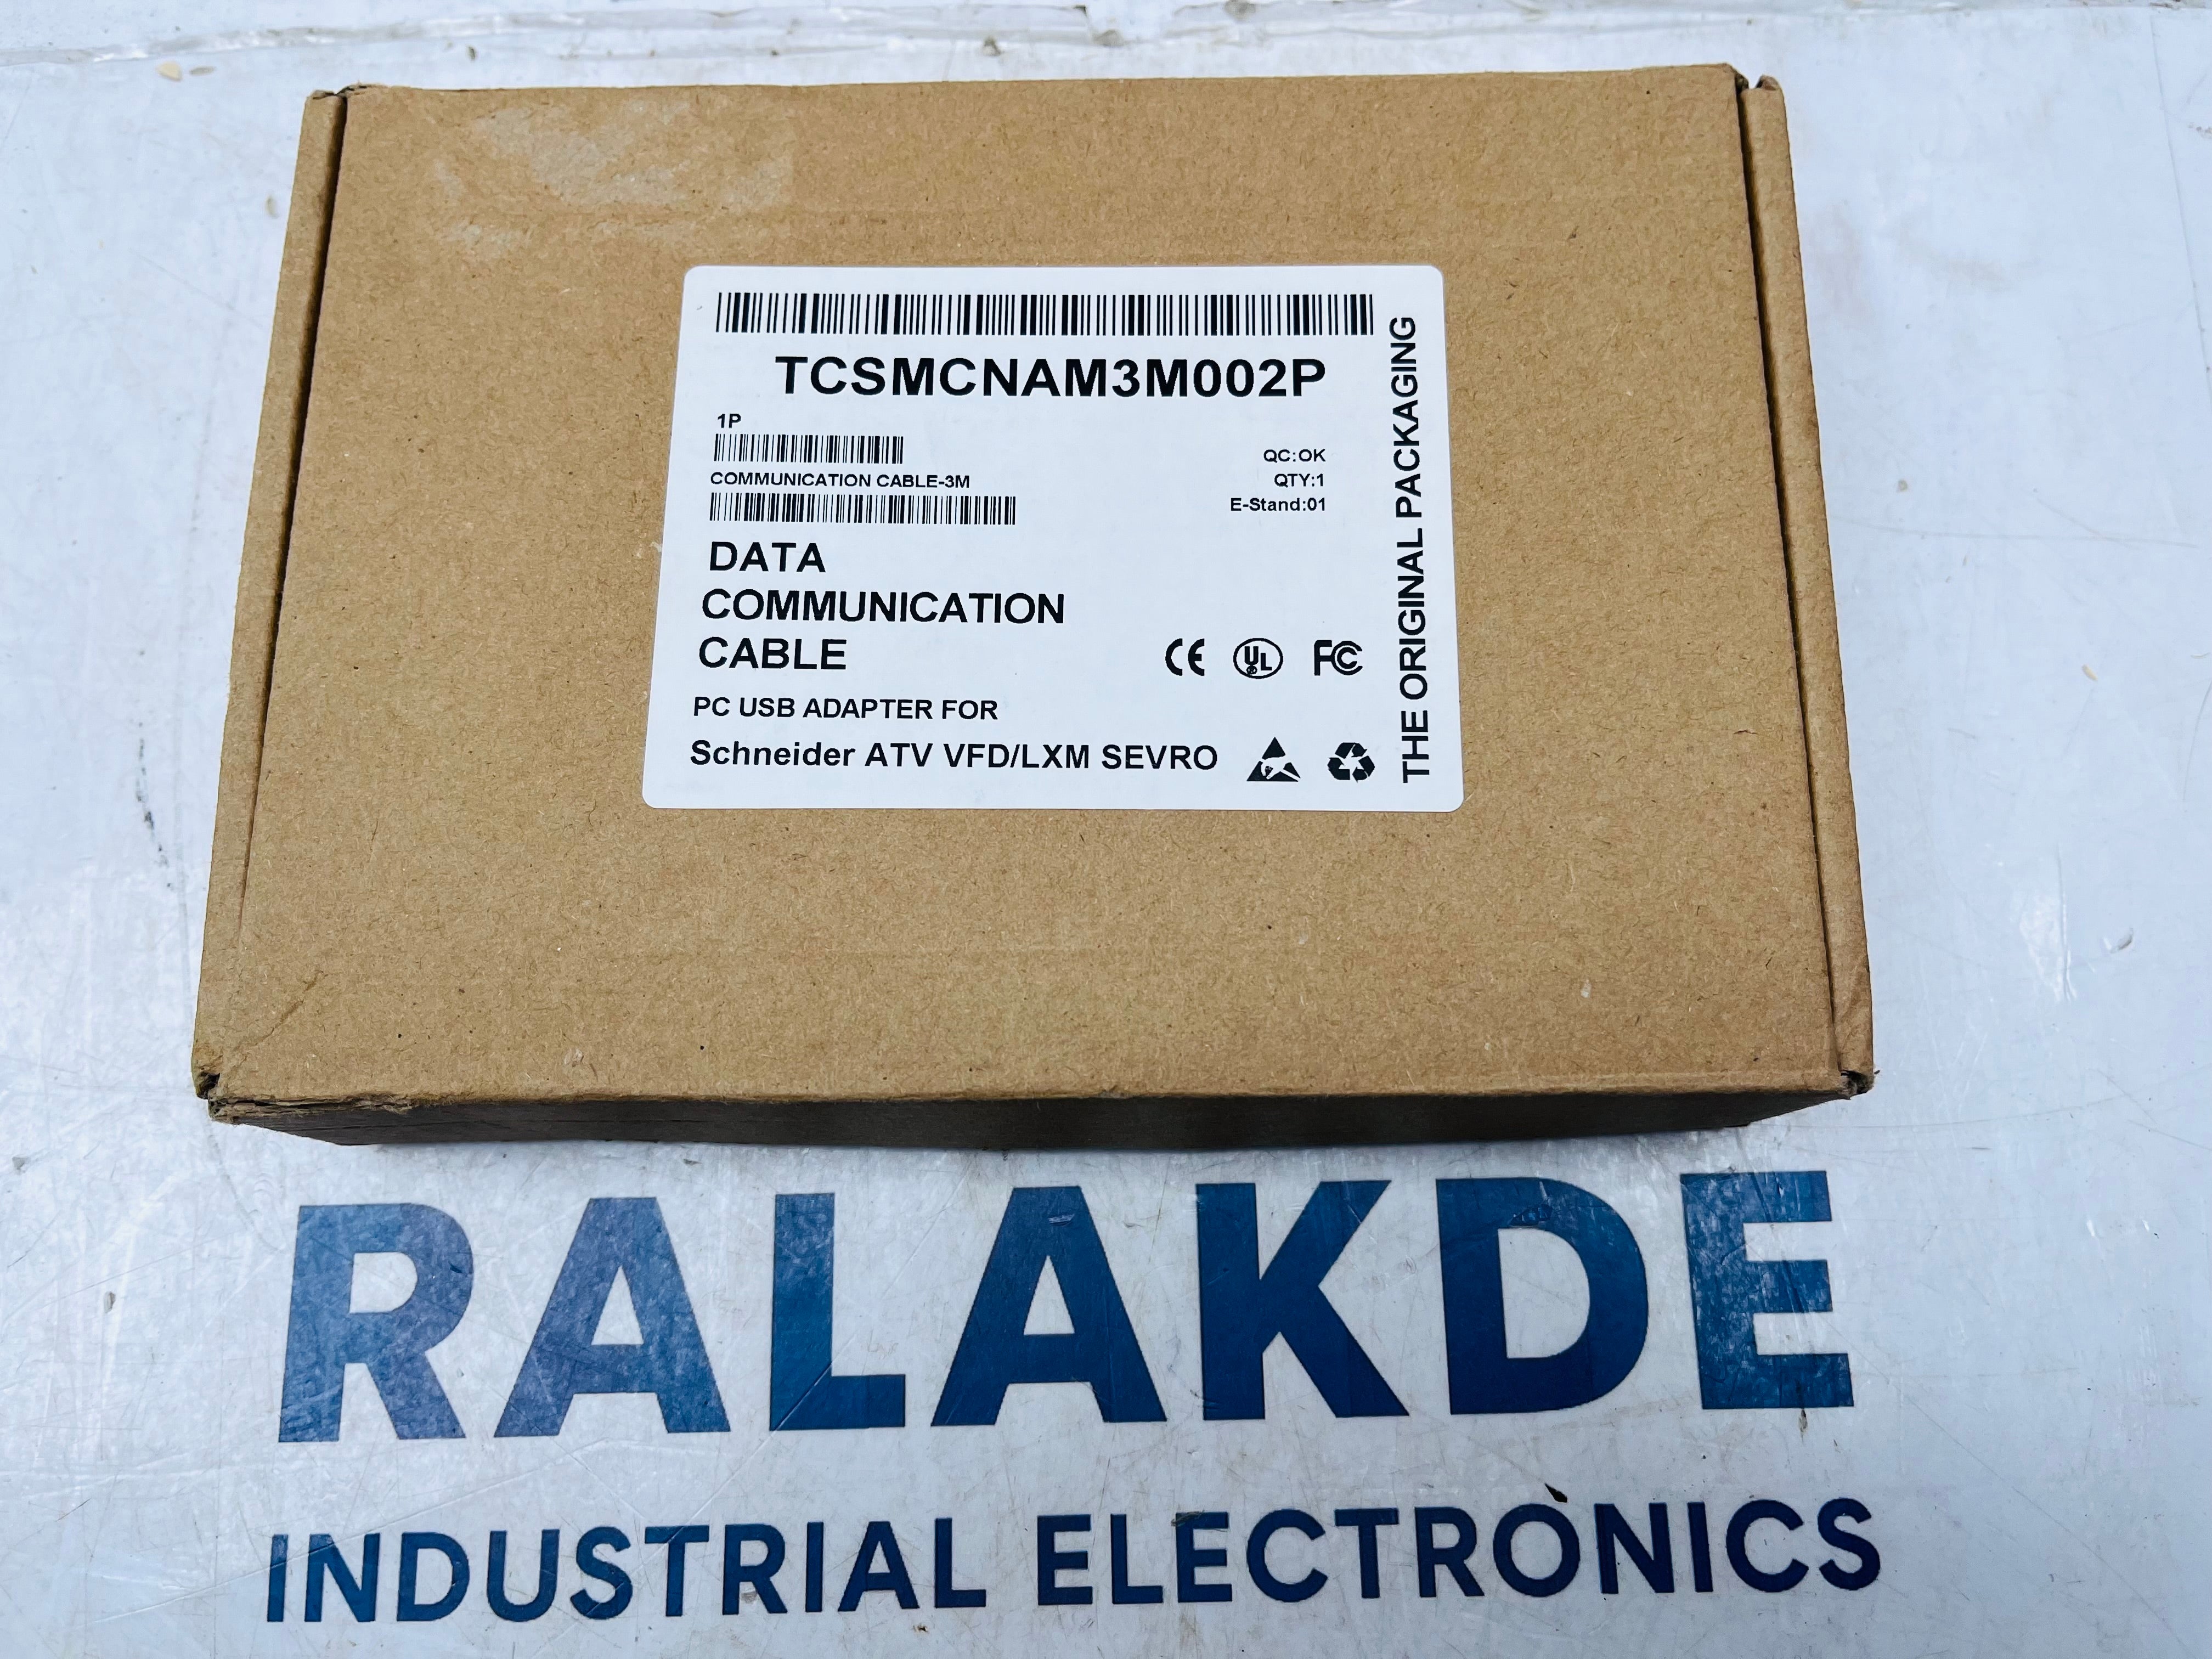 TCSMCNAM3M002P
1P
COMMUNICATION CABLE-3M
QC:OK
QTY:1
E-Stand:01
DATA
COMMUNICATION
CABLE
CE UL FC
PC USB ADAPTER FOR
Schneider ATV VFD/LXM SEVRO
THE ORIGINAL PACKAGING
RALAKDE
INDUSTRIAL ELECTRONICS